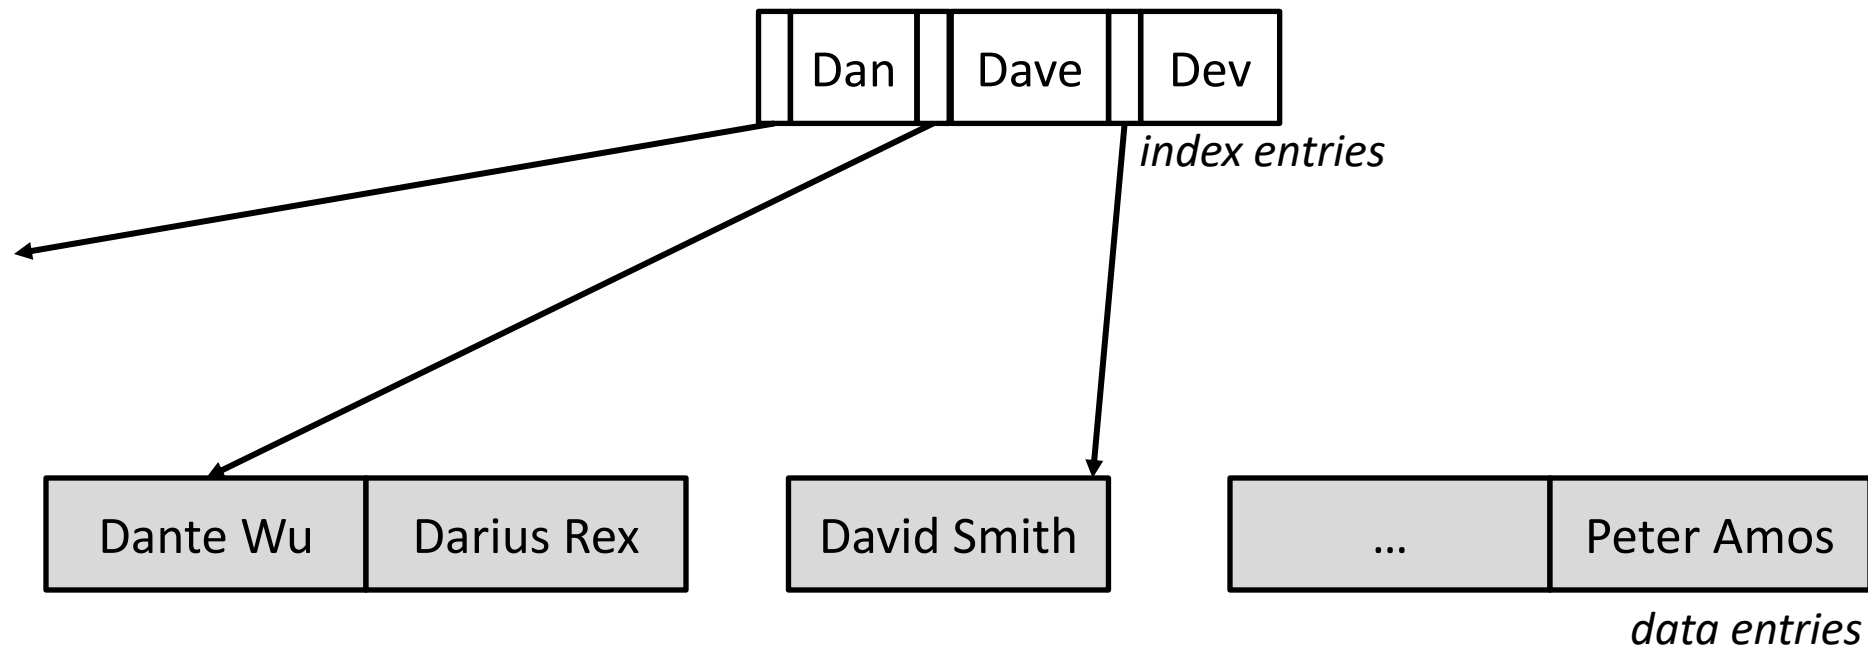 Dan Dave Dev
index entries
Dante Wu Darius Rex David Smith ... Peter Amos
data entries